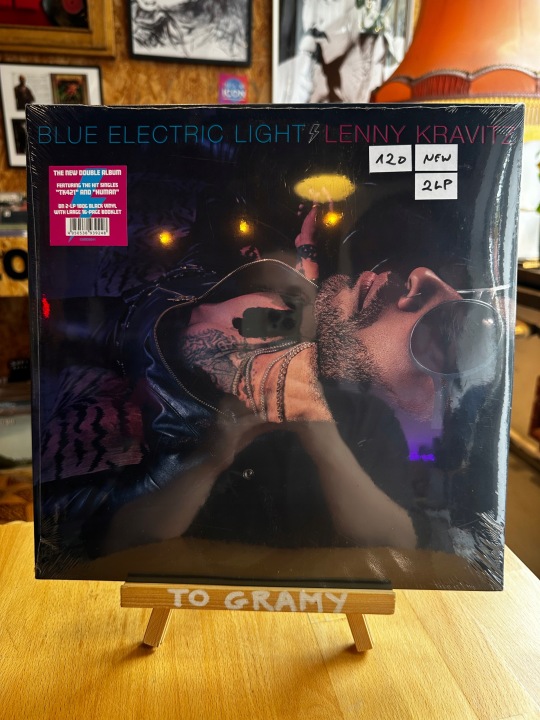 BLUE ELECTRIC LIGHT LENNY KRAVITZ
120 NEW
2LP
THE NEW DOUBLE ALBUM
FEATURING THE HIT SINGLES
"TK421" AND "HUMAN"
ON 2-LP 180G BLACK VINYL
WITH LARGE 16-PAGE BOOKLET
TO GRAMY